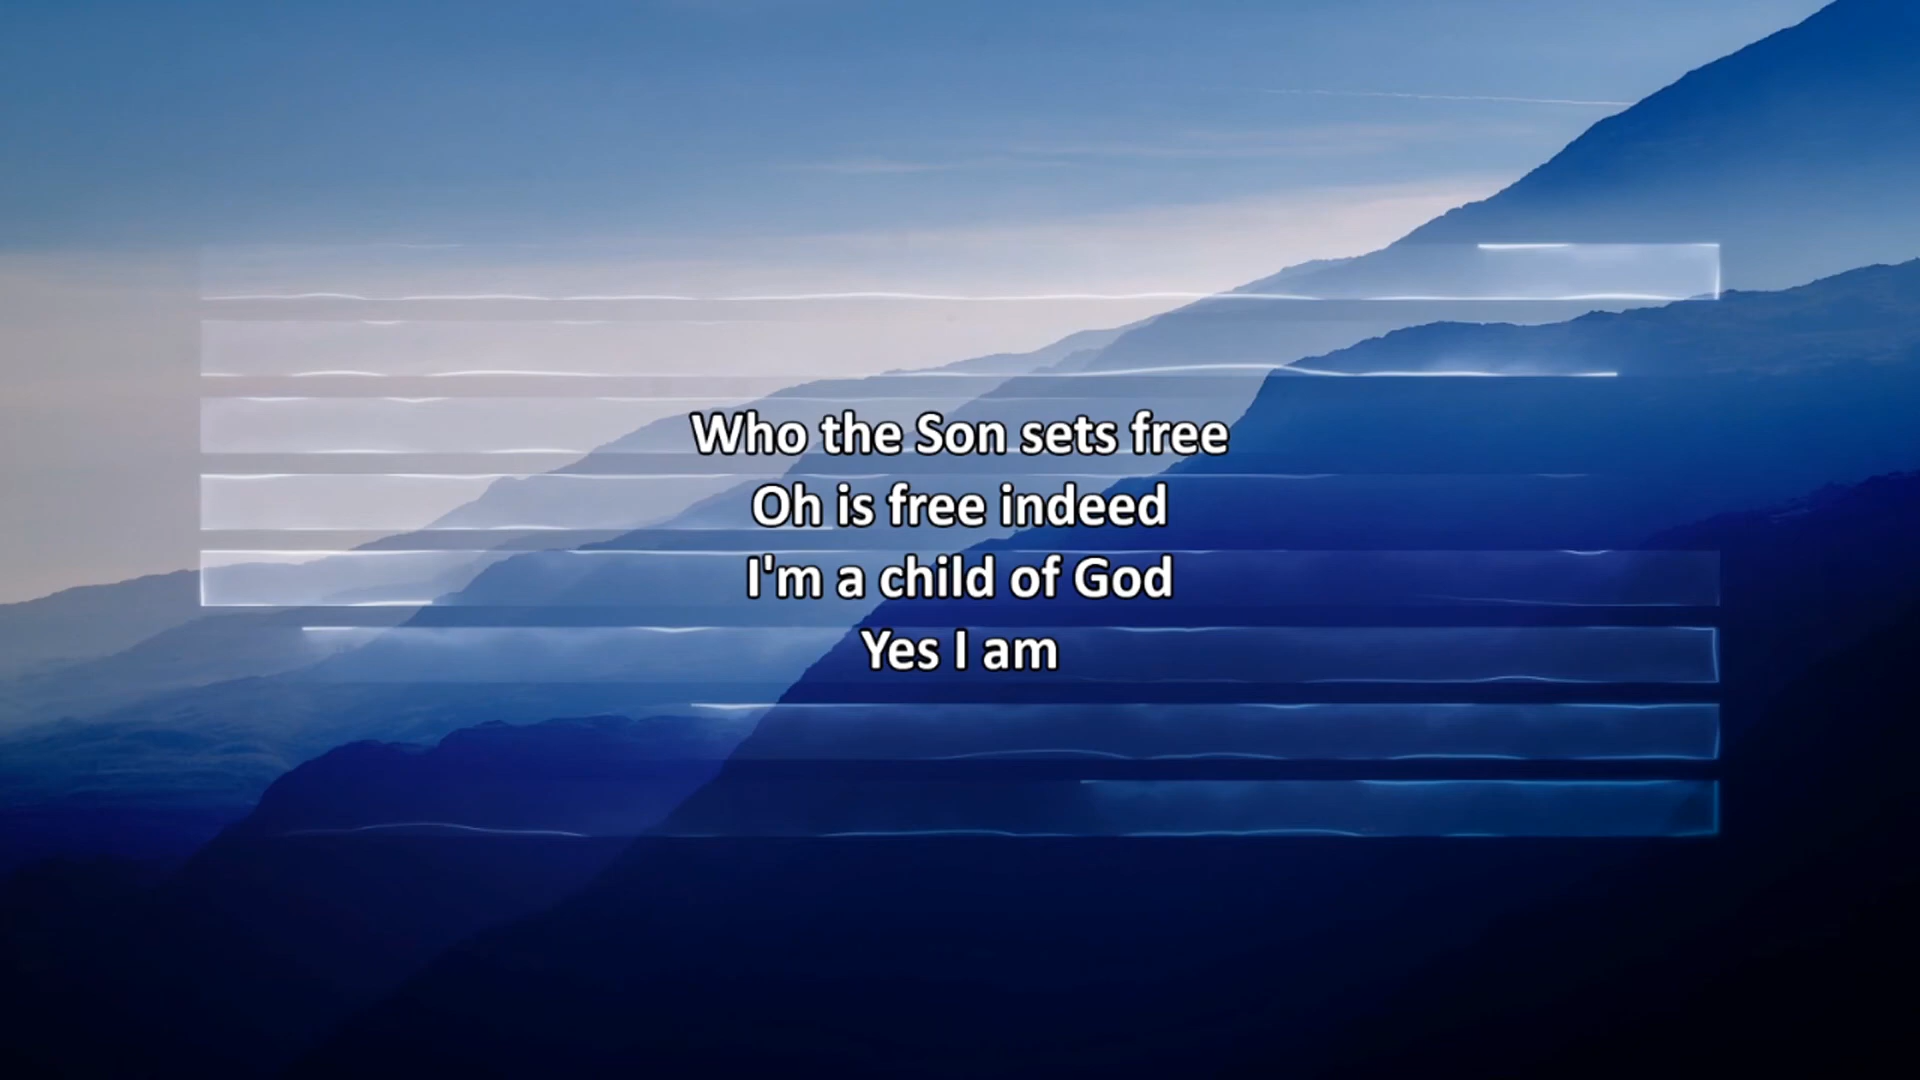 Who the Son sets free
Oh is free indeed
I'm a child of God
Yes I am